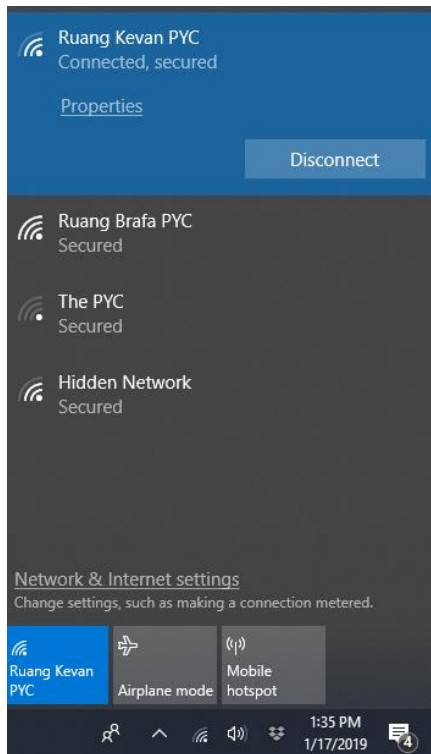 Ruang Kevan PYC
Connected, secured
Properties
Disconnect
Ruang Brafa PYC
Secured
The PYC
Secured
Hidden Network
Secured
Network & Internet settings
Change settings, such as making a connection metered.
Ruang Kevan
PYC
Airplane mode
Mobile
hotspot
1:35 PM
1/17/2019
4